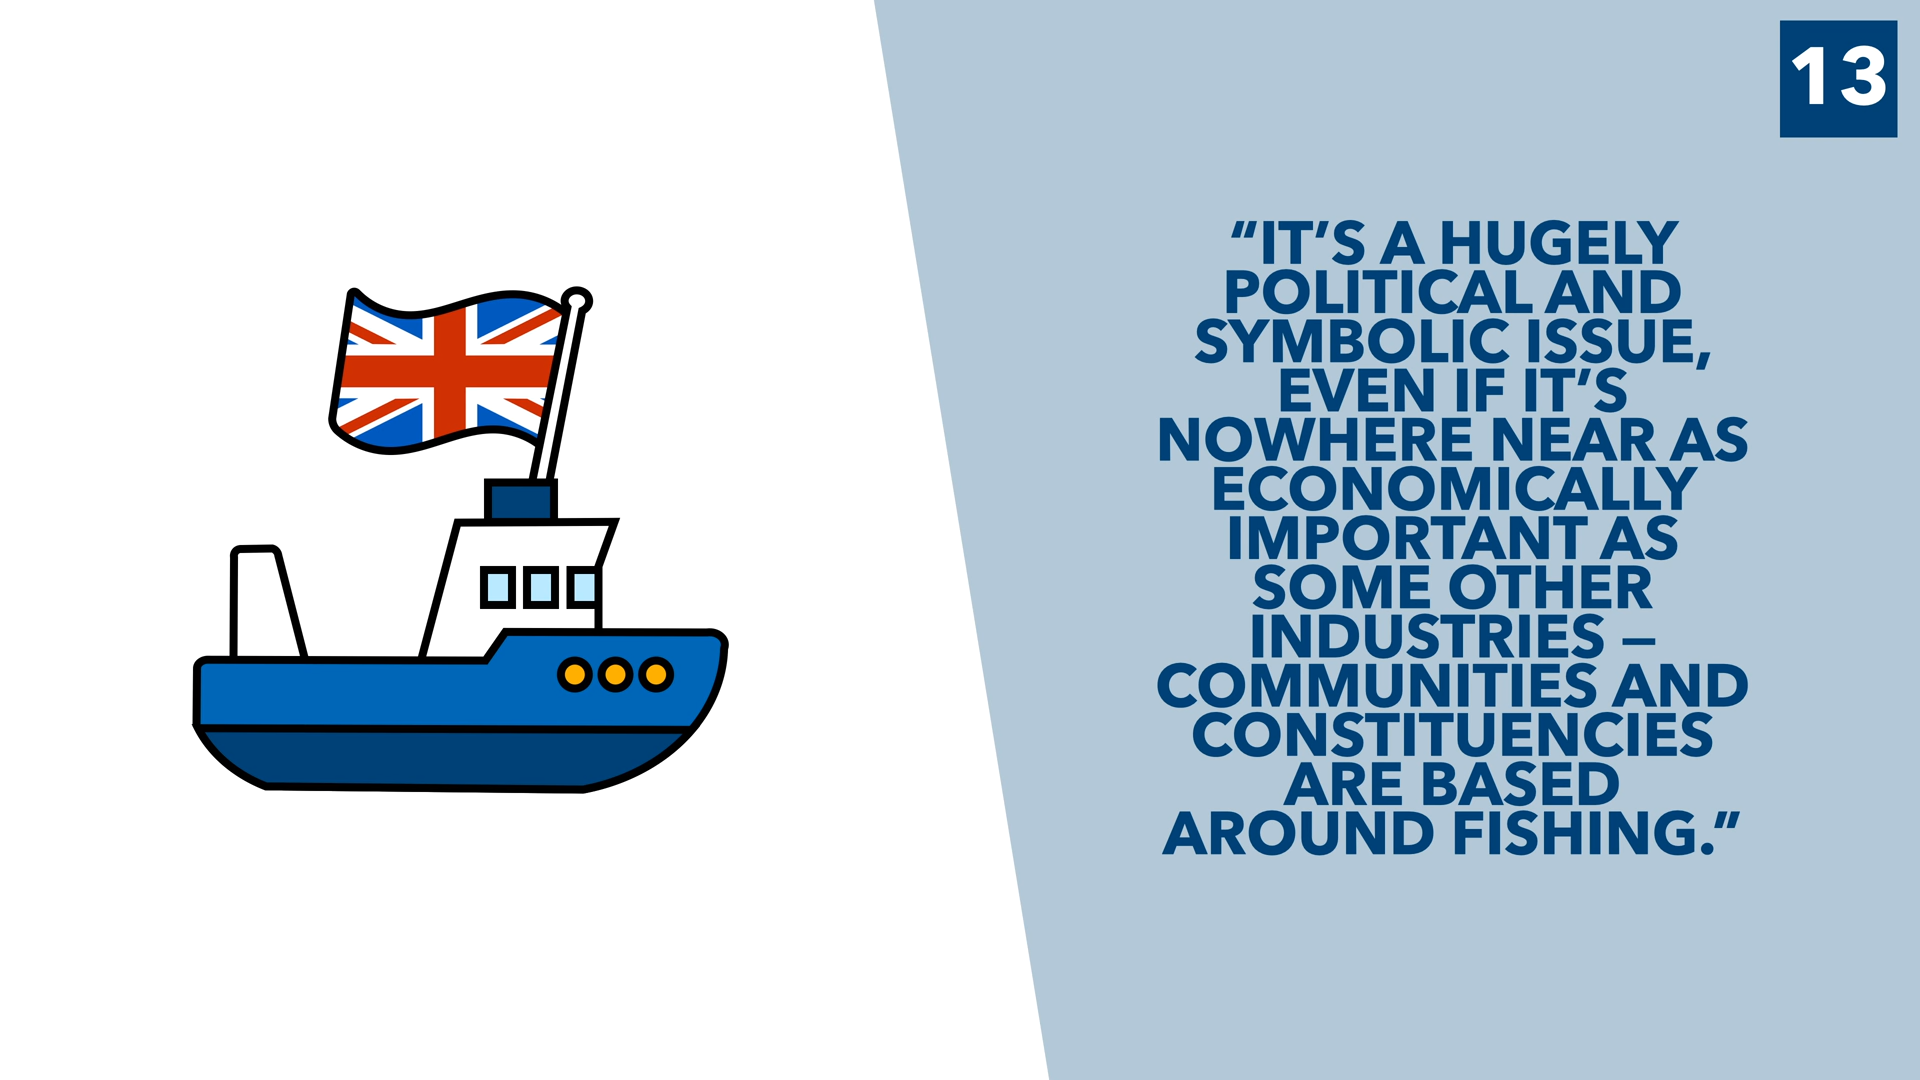 13
“IT’S A HUGELY
POLITICAL AND
SYMBOLIC ISSUE,
EVEN IF IT’S
NOWHERE NEAR AS
ECONOMICALLY
IMPORTANT AS
SOME OTHER
INDUSTRIES –
COMMUNITIES AND
CONSTITUENCIES
ARE BASED
AROUND FISHING.”